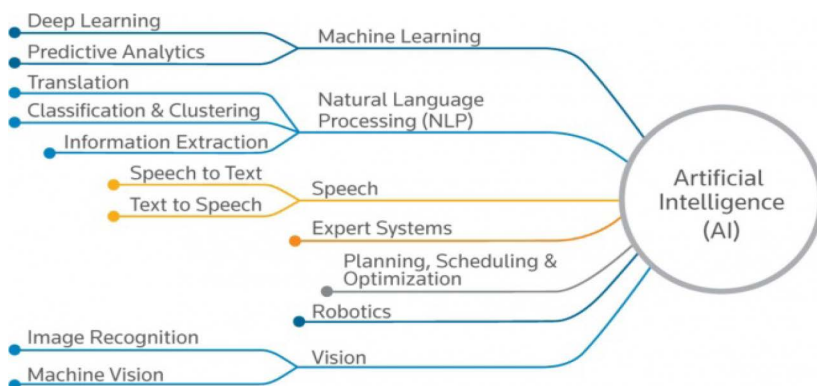 Deep Learning
Predictive Analytics
Machine Learning
Translation
Classification & Clustering
Information Extraction
Natural Language
Processing (NLP)
Speech to Text
Text to Speech
Speech
Expert Systems
Planning, Scheduling &
Optimization
Robotics
Image Recognition
Machine Vision
Vision
Artificial
Intelligence
(AI)